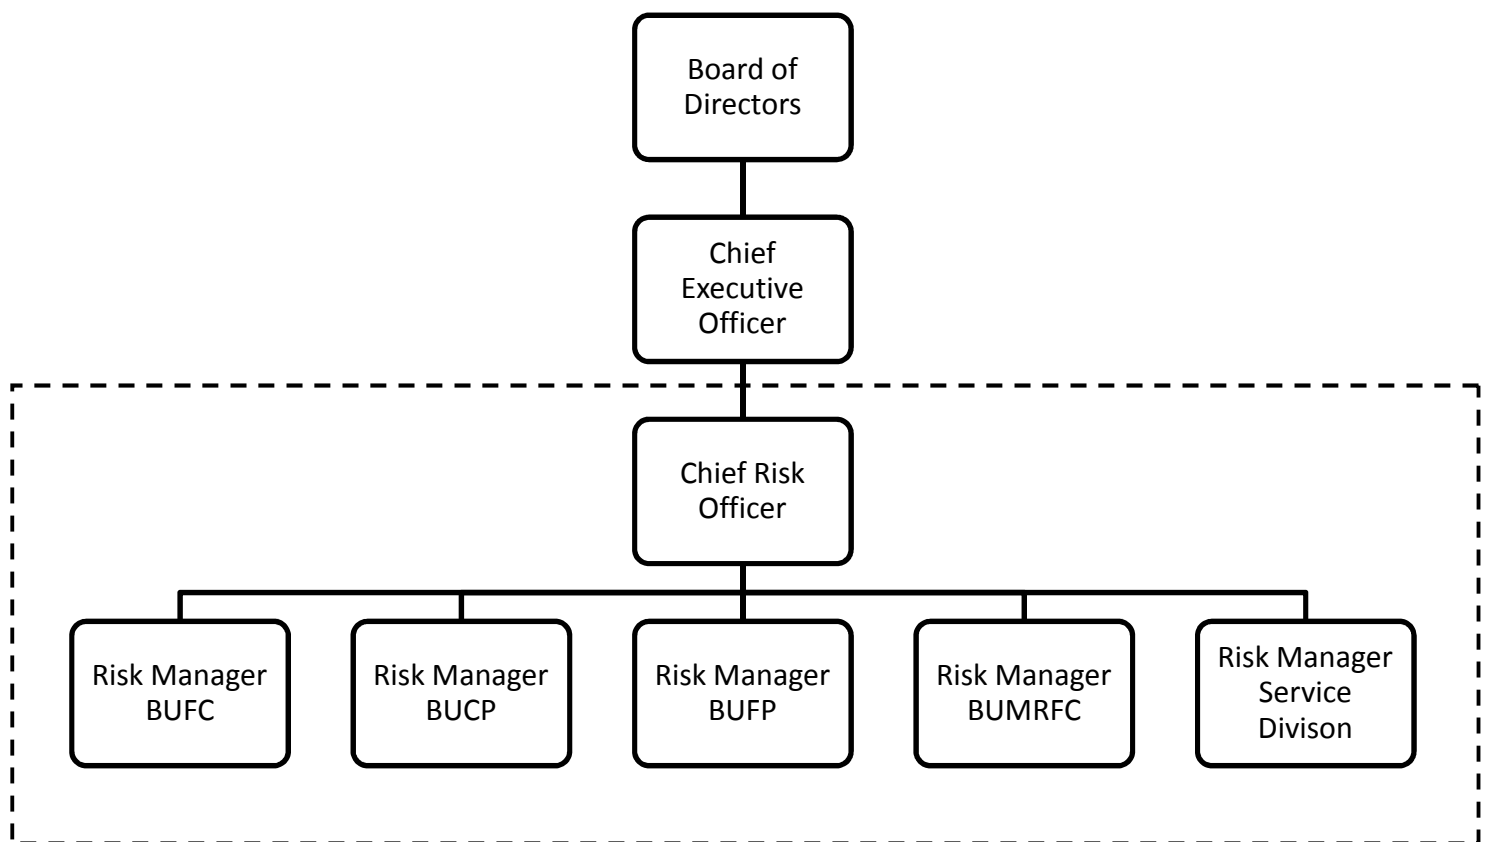 Board of
Directors
Chief
Executive
Officer
Chief Risk
Officer
Risk Manager
BUFC
Risk Manager
BUCP
Risk Manager
BUFP
Risk Manager
BUMRFC
Risk Manager
Service
Divison